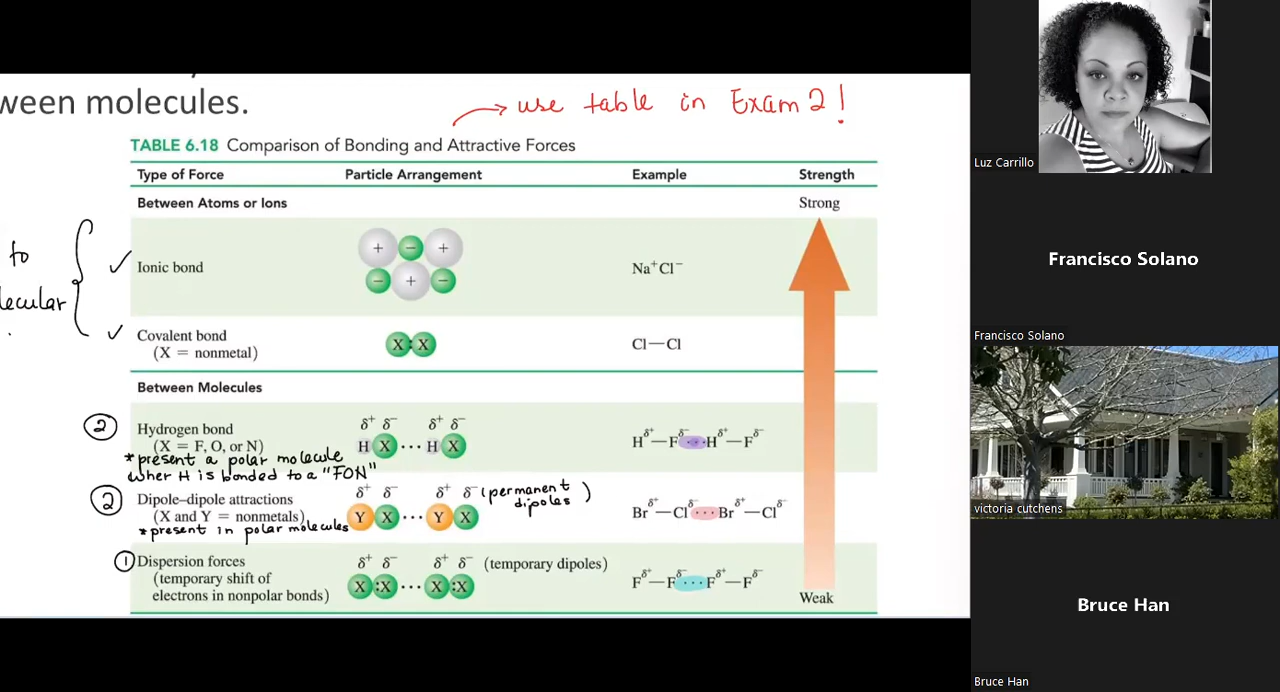 ween molecules.
→ use table in Exam 2!
TABLE 6.18 Comparison of Bonding and Attractive Forces
Type of Force Particle Arrangement Example Strength
Between Atoms or Ions Strong
+ − +
to
Ionic bond Na⁺Cl⁻
− + −
lecular
Covalent bond
(X = nonmetal)
X:X Cl—Cl
Between Molecules
② Hydrogen bond
(X = F, O, or N)
*present a polar molecule
wher H is bonded to a "FON"
δ⁺ δ⁻ δ⁺ δ⁻
H X ··· H X
H^δ⁺—F^δ⁻···H^δ⁺—F^δ⁻
② Dipole–dipole attractions
(X and Y = nonmetals)
*present in polar molecules
δ⁺ δ⁻ δ⁺ δ⁻ (permanent
dipoles)
Y X ··· Y X
Br^δ⁺—Cl^δ⁻···Br^δ⁺—Cl^δ⁻
① Dispersion forces
(temporary shift of
electrons in nonpolar bonds)
δ⁺ δ⁻ δ⁺ δ⁻ (temporary dipoles)
X:X ··· X:X
F^δ⁺—F^δ⁻···F^δ⁺—F^δ⁻
Weak
Luz Carrillo
Francisco Solano
Francisco Solano
victoria cutchens
Bruce Han
Bruce Han